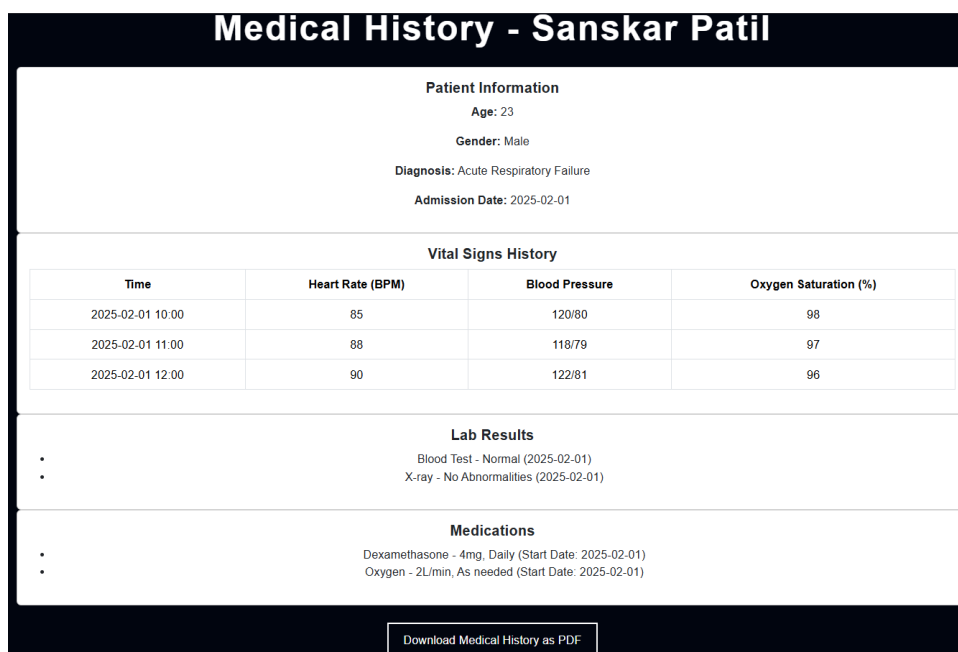 Medical History - Sanskar Patil
Patient Information
Age: 23
Gender: Male
Diagnosis: Acute Respiratory Failure
Admission Date: 2025-02-01
Vital Signs History
Time Heart Rate (BPM) Blood Pressure Oxygen Saturation (%)
2025-02-01 10:00 85 120/80 98
2025-02-01 11:00 88 118/79 97
2025-02-01 12:00 90 122/81 96
Lab Results
• Blood Test - Normal (2025-02-01)
• X-ray - No Abnormalities (2025-02-01)
Medications
• Dexamethasone - 4mg, Daily (Start Date: 2025-02-01)
• Oxygen - 2L/min, As needed (Start Date: 2025-02-01)
Download Medical History as PDF